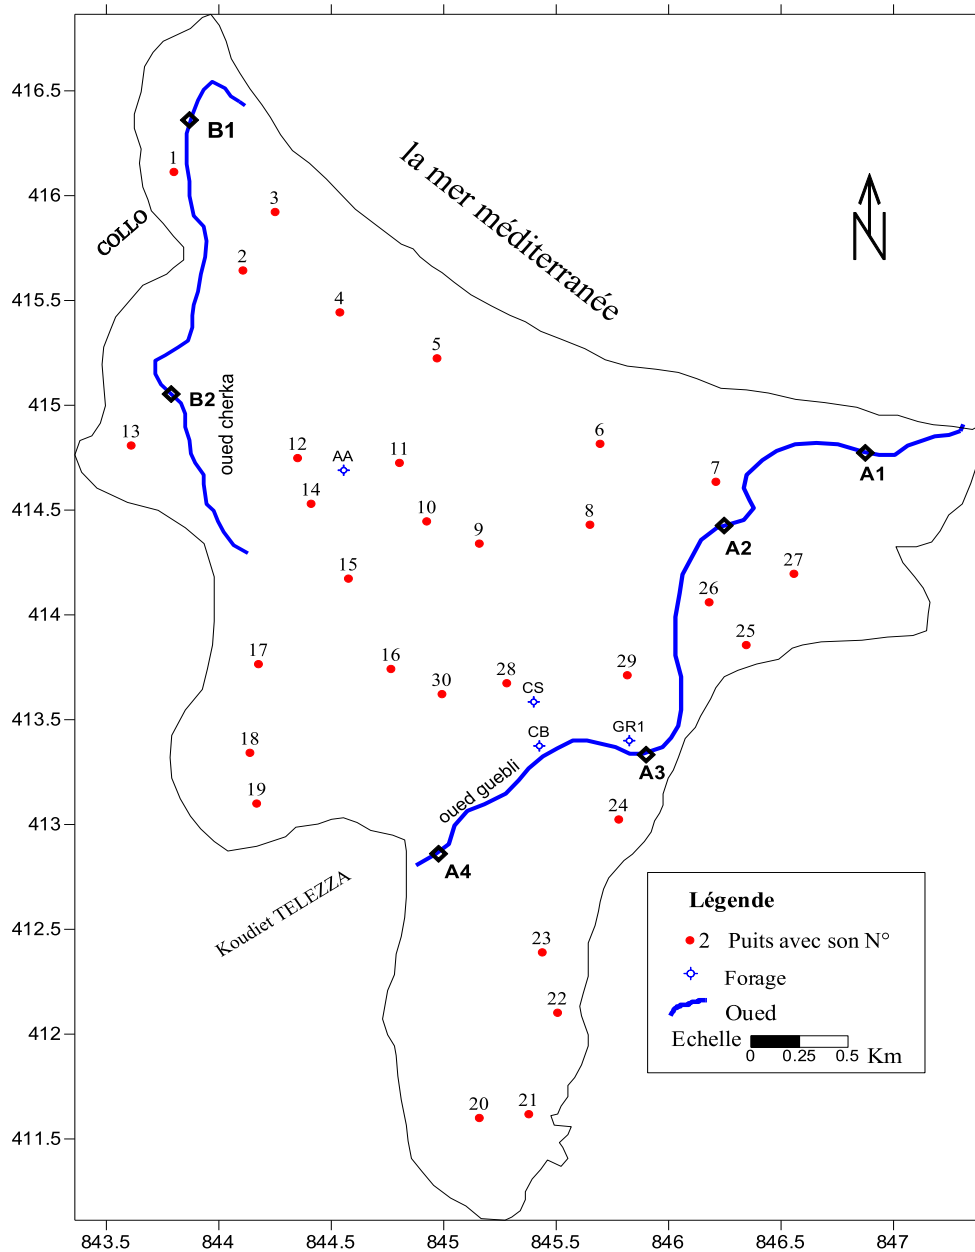 416.5
B1
1
la mer méditerranée
416
3
COLLO
2
415.5
4
5
415
B2
oued cherka
13
12
AA
11
6
A1
14
7
414.5
10
9
8
A2
15
27
26
414
25
17
16
28
29
30
CS
413.5
CB
GR1
18
A3
19
oued guebli
24
413
A4
Koudiet TELEZZA
Légende
2 Puits avec son N°
Forage
Oued
Echelle
0 0.25 0.5 Km
412.5
23
22
412
20
21
411.5
843.5 844 844.5 845 845.5 846 846.5 847
N